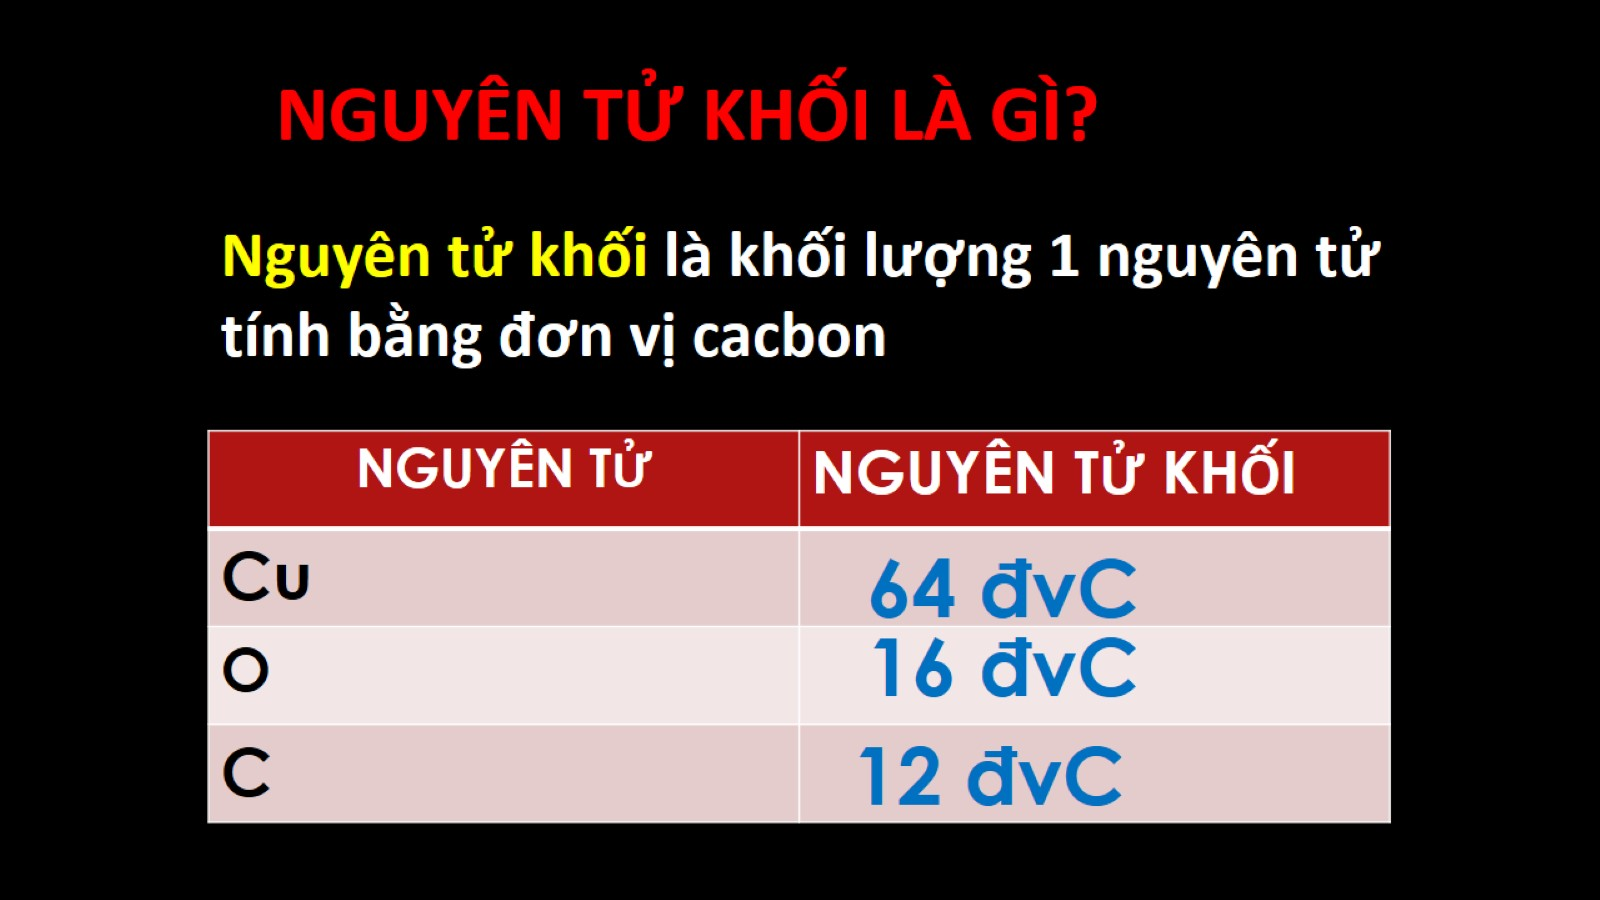 NGUYÊN TỬ KHỐI LÀ GÌ?
Nguyên tử khối là khối lượng 1 nguyên tử
tính bằng đơn vị cacbon
NGUYÊN TỬ NGUYÊN TỬ KHỐI
Cu 64 đvC
O 16 đvC
C 12 đvC